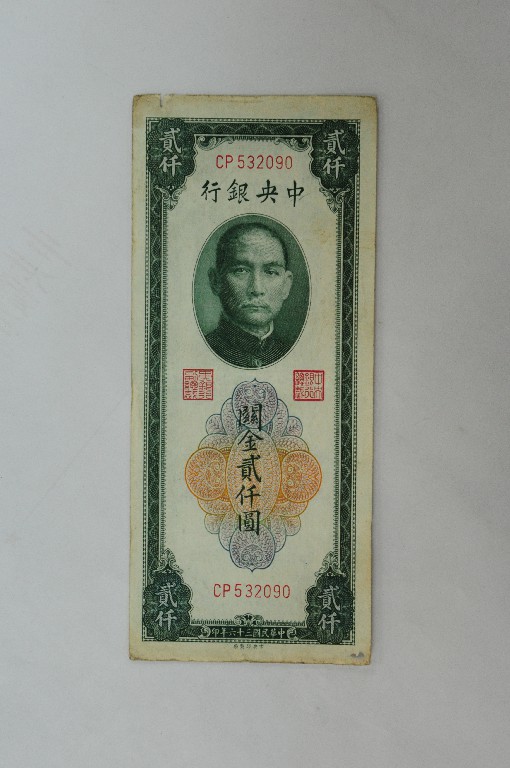 貳仟 CP532090 貳仟
中央銀行
關金貳仟圓
CP532090
貳仟 貳仟
中華民國三十六年印